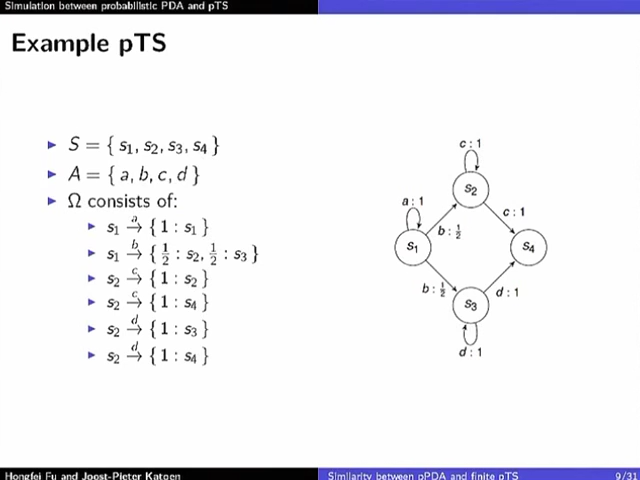 Simulation between probabilistic PDA and pTS
Example pTS
S = { s₁, s₂, s₃, s₄ }
A = { a, b, c, d }
Ω consists of:
s₁ →ᵃ { 1 : s₁ }
s₁ →ᵇ { 1/2 : s₂, 1/2 : s₃ }
s₂ →ᶜ { 1 : s₂ }
s₂ →ᶜ { 1 : s₄ }
s₂ →ᵈ { 1 : s₃ }
s₂ →ᵈ { 1 : s₄ }
c : 1
s₂
a : 1
c : 1
b : 1/2
s₁
s₄
b : 1/2
d : 1
s₃
d : 1
Hongfei Fu and Joost-Pieter Katoen
Similarity between pPDA and finite pTS
9/31